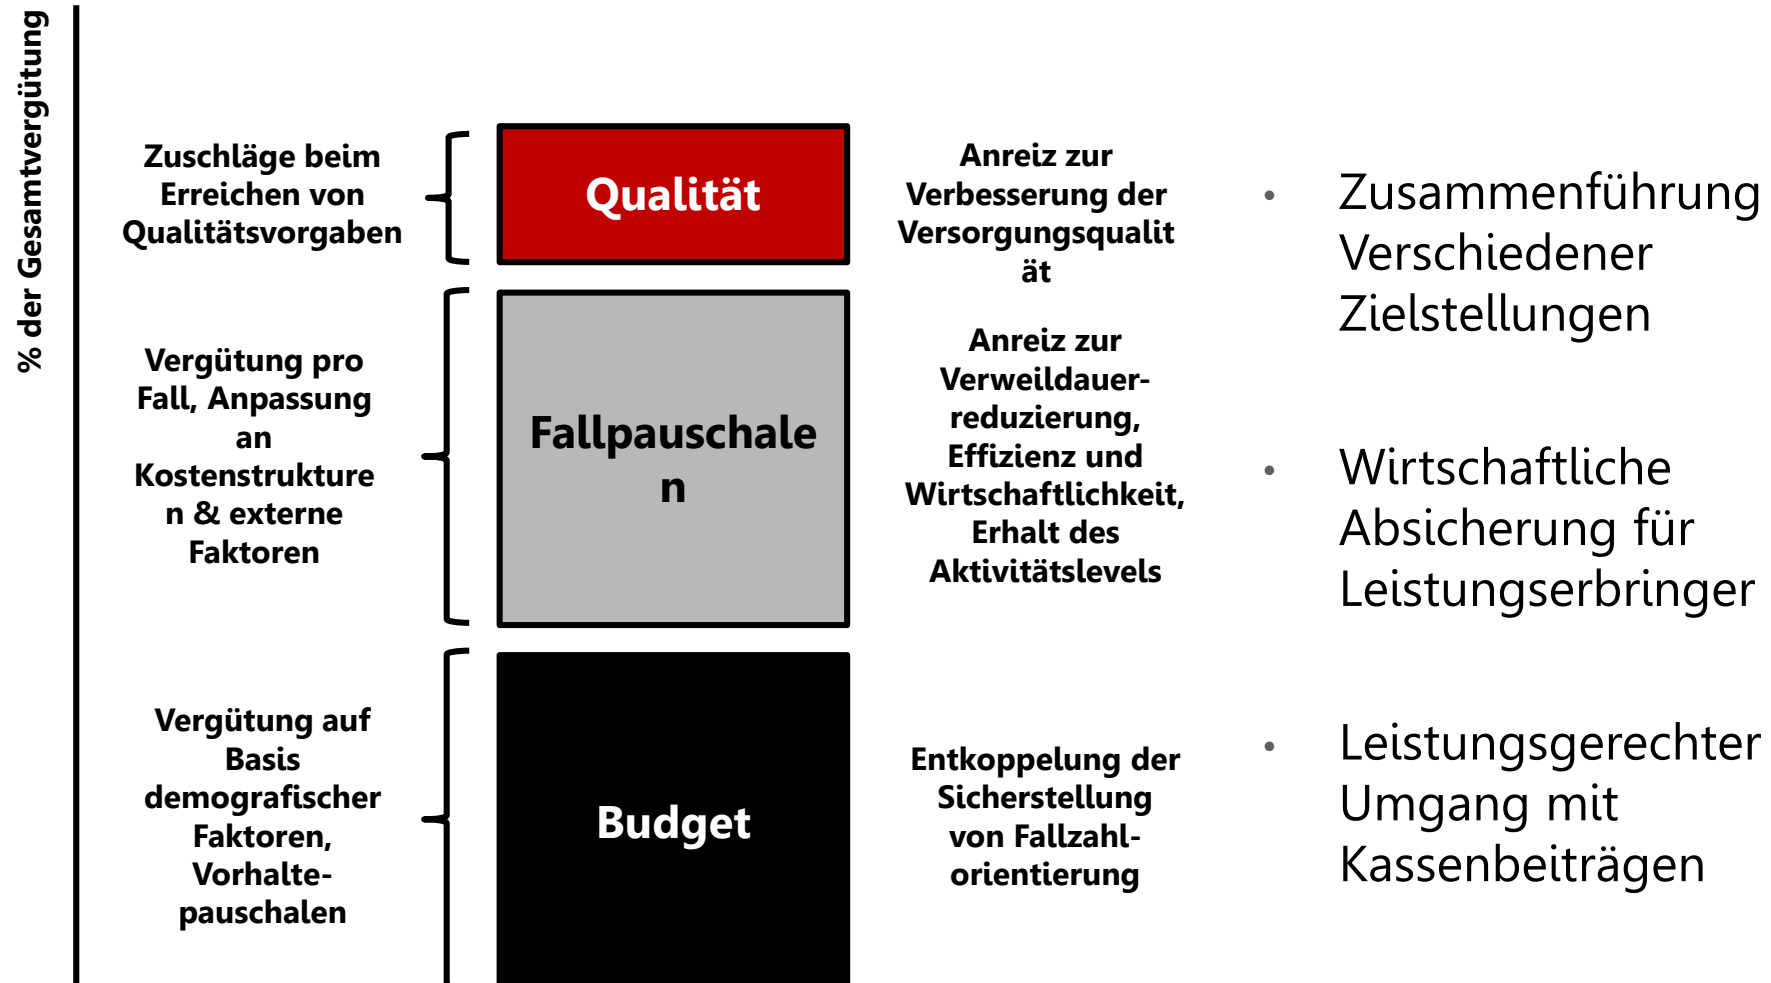 % der Gesamtvergütung
Zuschläge beim
Erreichen von
Qualitätsvorgaben
Qualität
Anreiz zur
Verbesserung der
Versorgungsqualit
ät
Vergütung pro
Fall, Anpassung
an
Kostenstrukture
n & externe
Faktoren
Fallpauschale
n
Anreiz zur
Verweildauer-
reduzierung,
Effizienz und
Wirtschaftlichkeit,
Erhalt des
Aktivitätslevels
Vergütung auf
Basis
demografischer
Faktoren,
Vorhalte-
pauschalen
Budget
Entkoppelung der
Sicherstellung
von Fallzahl-
orientierung
• Zusammenführung
Verschiedener
Zielstellungen
• Wirtschaftliche
Absicherung für
Leistungserbringer
• Leistungsgerechter
Umgang mit
Kassenbeiträgen